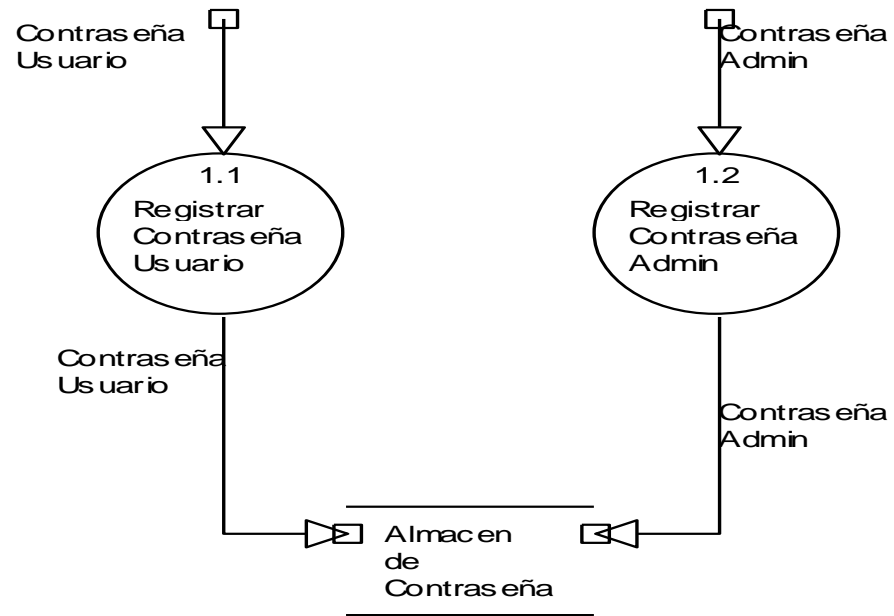 Contraseña
Usuario
Contraseña
Admin
1.1
Registrar
Contraseña
Usuario
1.2
Registrar
Contraseña
Admin
Contraseña
Usuario
Contraseña
Admin
Almacen
de
Contraseña